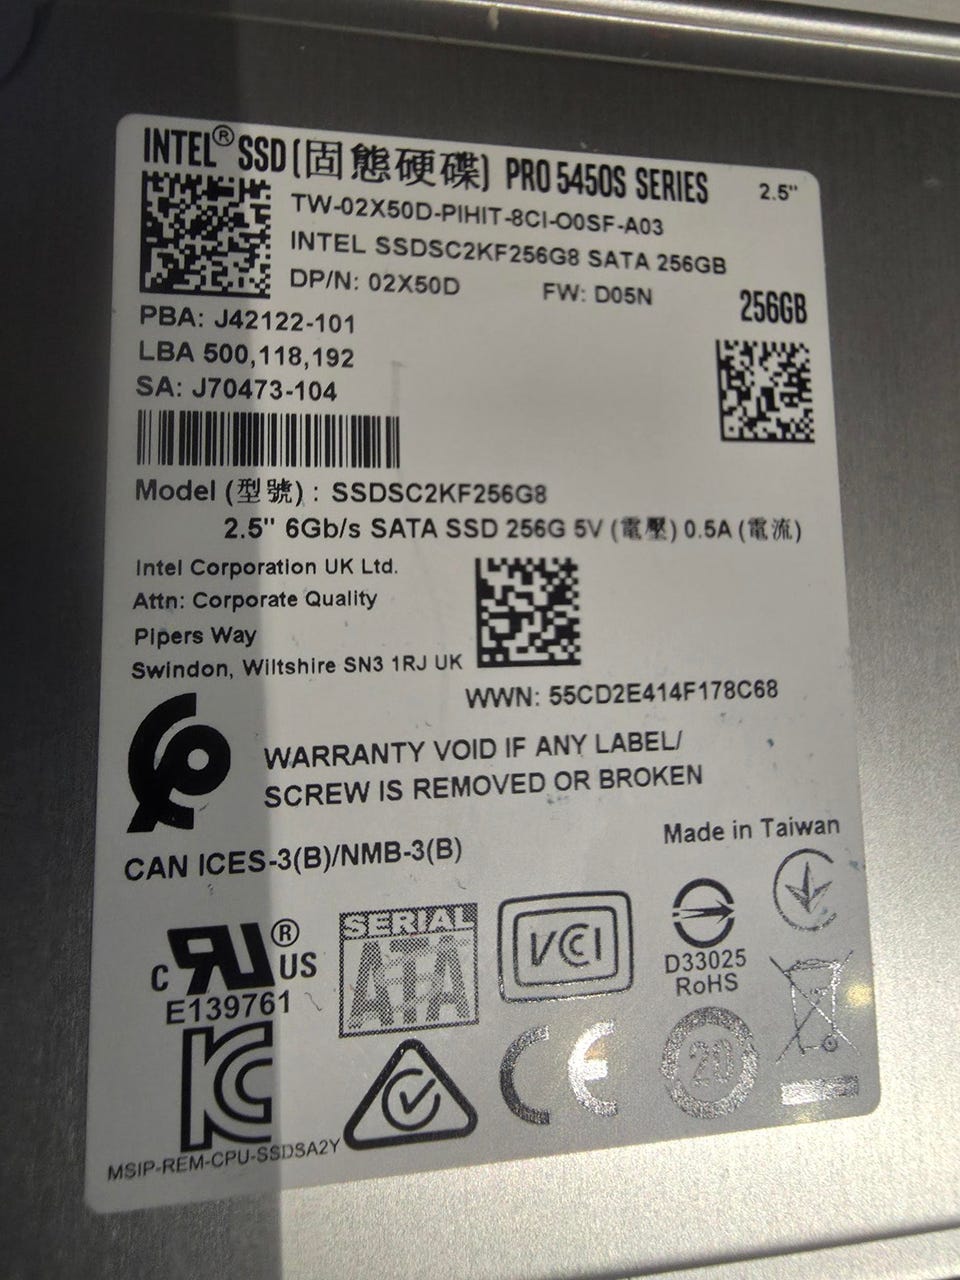 INTEL® SSD (固態硬碟) PRO 5450S SERIES 2.5"
TW-02X50D-PIHIT-8CI-O0SF-A03
INTEL SSDSC2KF256G8 SATA 256GB
DP/N: 02X50D FW: D05N
256GB
PBA: J42122-101
LBA 500,118,192
SA: J70473-104
Model (型號) : SSDSC2KF256G8
2.5" 6Gb/s SATA SSD 256G 5V (電壓) 0.5A (電流)
Intel Corporation UK Ltd.
Attn: Corporate Quality
Pipers Way
Swindon, Wiltshire SN3 1RJ UK
WWN: 55CD2E414F178C68
WARRANTY VOID IF ANY LABEL/
SCREW IS REMOVED OR BROKEN
Made in Taiwan
CAN ICES-3(B)/NMB-3(B)
C RU ® US
E139761
SERIAL
ATA
VCI
D33025
RoHS
CE
20
KC
MSIP-REM-CPU-SSDSA2Y